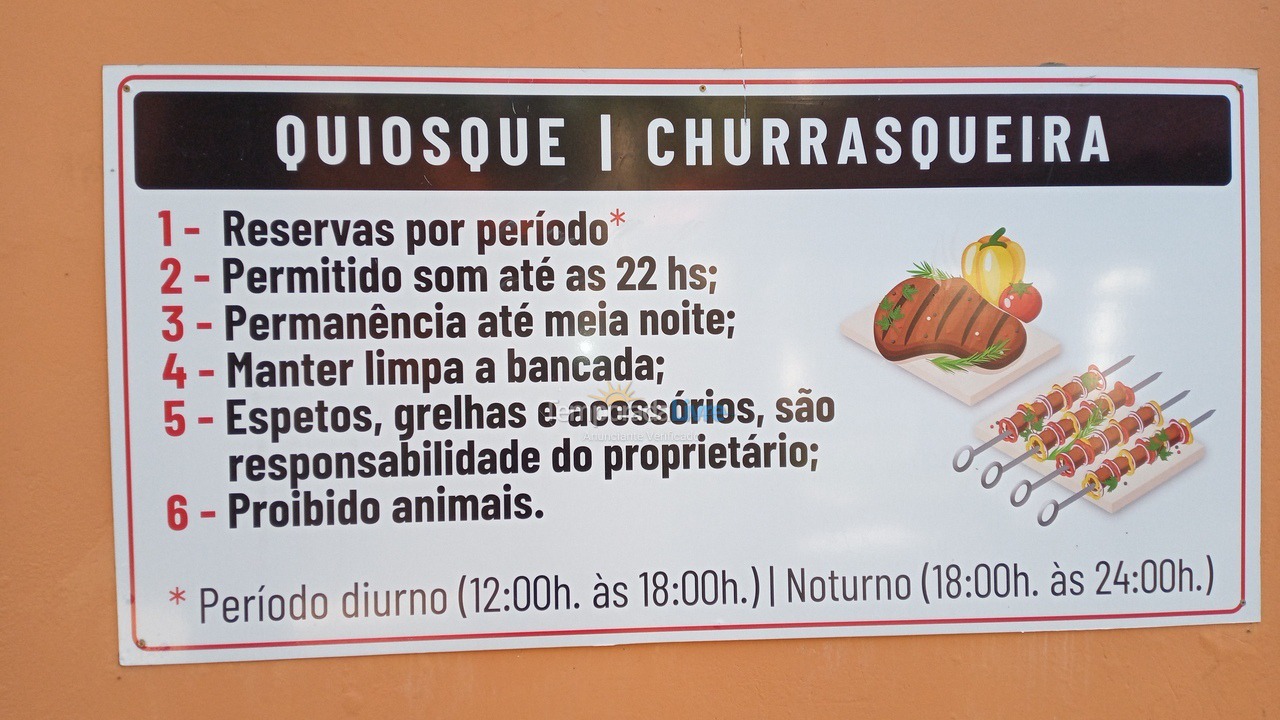 QUIOSQUE | CHURRASQUEIRA
1 - Reservas por período*
2 - Permitido som até as 22 hs;
3 - Permanência até meia noite;
4 - Manter limpa a bancada;
5 - Espetos, grelhas e acessórios, são
responsabilidade do proprietário;
6 - Proibido animais.
* Período diurno (12:00h. às 18:00h.) | Noturno (18:00h. às 24:00h.)
Anunciante Verificado